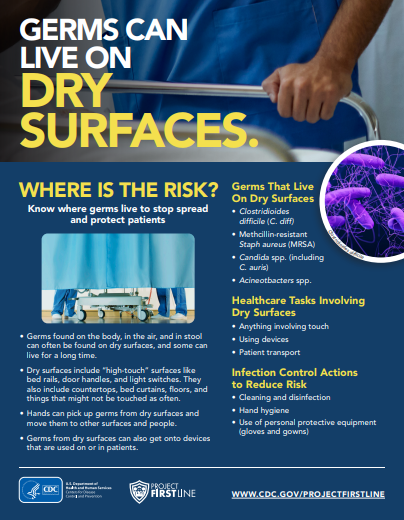 GERMS CAN
LIVE ON
DRY
SURFACES.
WHERE IS THE RISK?
Know where germs live to stop spread
and protect patients
• Germs found on the body, in the air, and in stool
can often be found on dry surfaces, and some can
live for a long time.
• Dry surfaces include “high-touch” surfaces like
bed rails, door handles, and light switches. They
also include countertops, bed curtains, floors, and
things that might not be touched as often.
• Hands can pick up germs from dry surfaces and
move them to other surfaces and people.
• Germs from dry surfaces can also get onto devices
that are used on or in patients.
Germs That Live
On Dry Surfaces
• Clostridioides
difficile (C. diff)
• Methicillin-resistant
Staph aureus (MRSA)
• Candida spp. (including
C. auris)
• Acinetobacter spp.
Healthcare Tasks Involving
Dry Surfaces
• Anything involving touch
• Using devices
• Patient transport
Infection Control Actions
to Reduce Risk
• Cleaning and disinfection
• Hand hygiene
• Use of personal protective equipment
(gloves and gowns)
CDC
U.S. Department of
Health and Human Services
Centers for Disease
Control and Prevention
PROJECT
FIRSTLINE
WWW.CDC.GOV/PROJECTFIRSTLINE